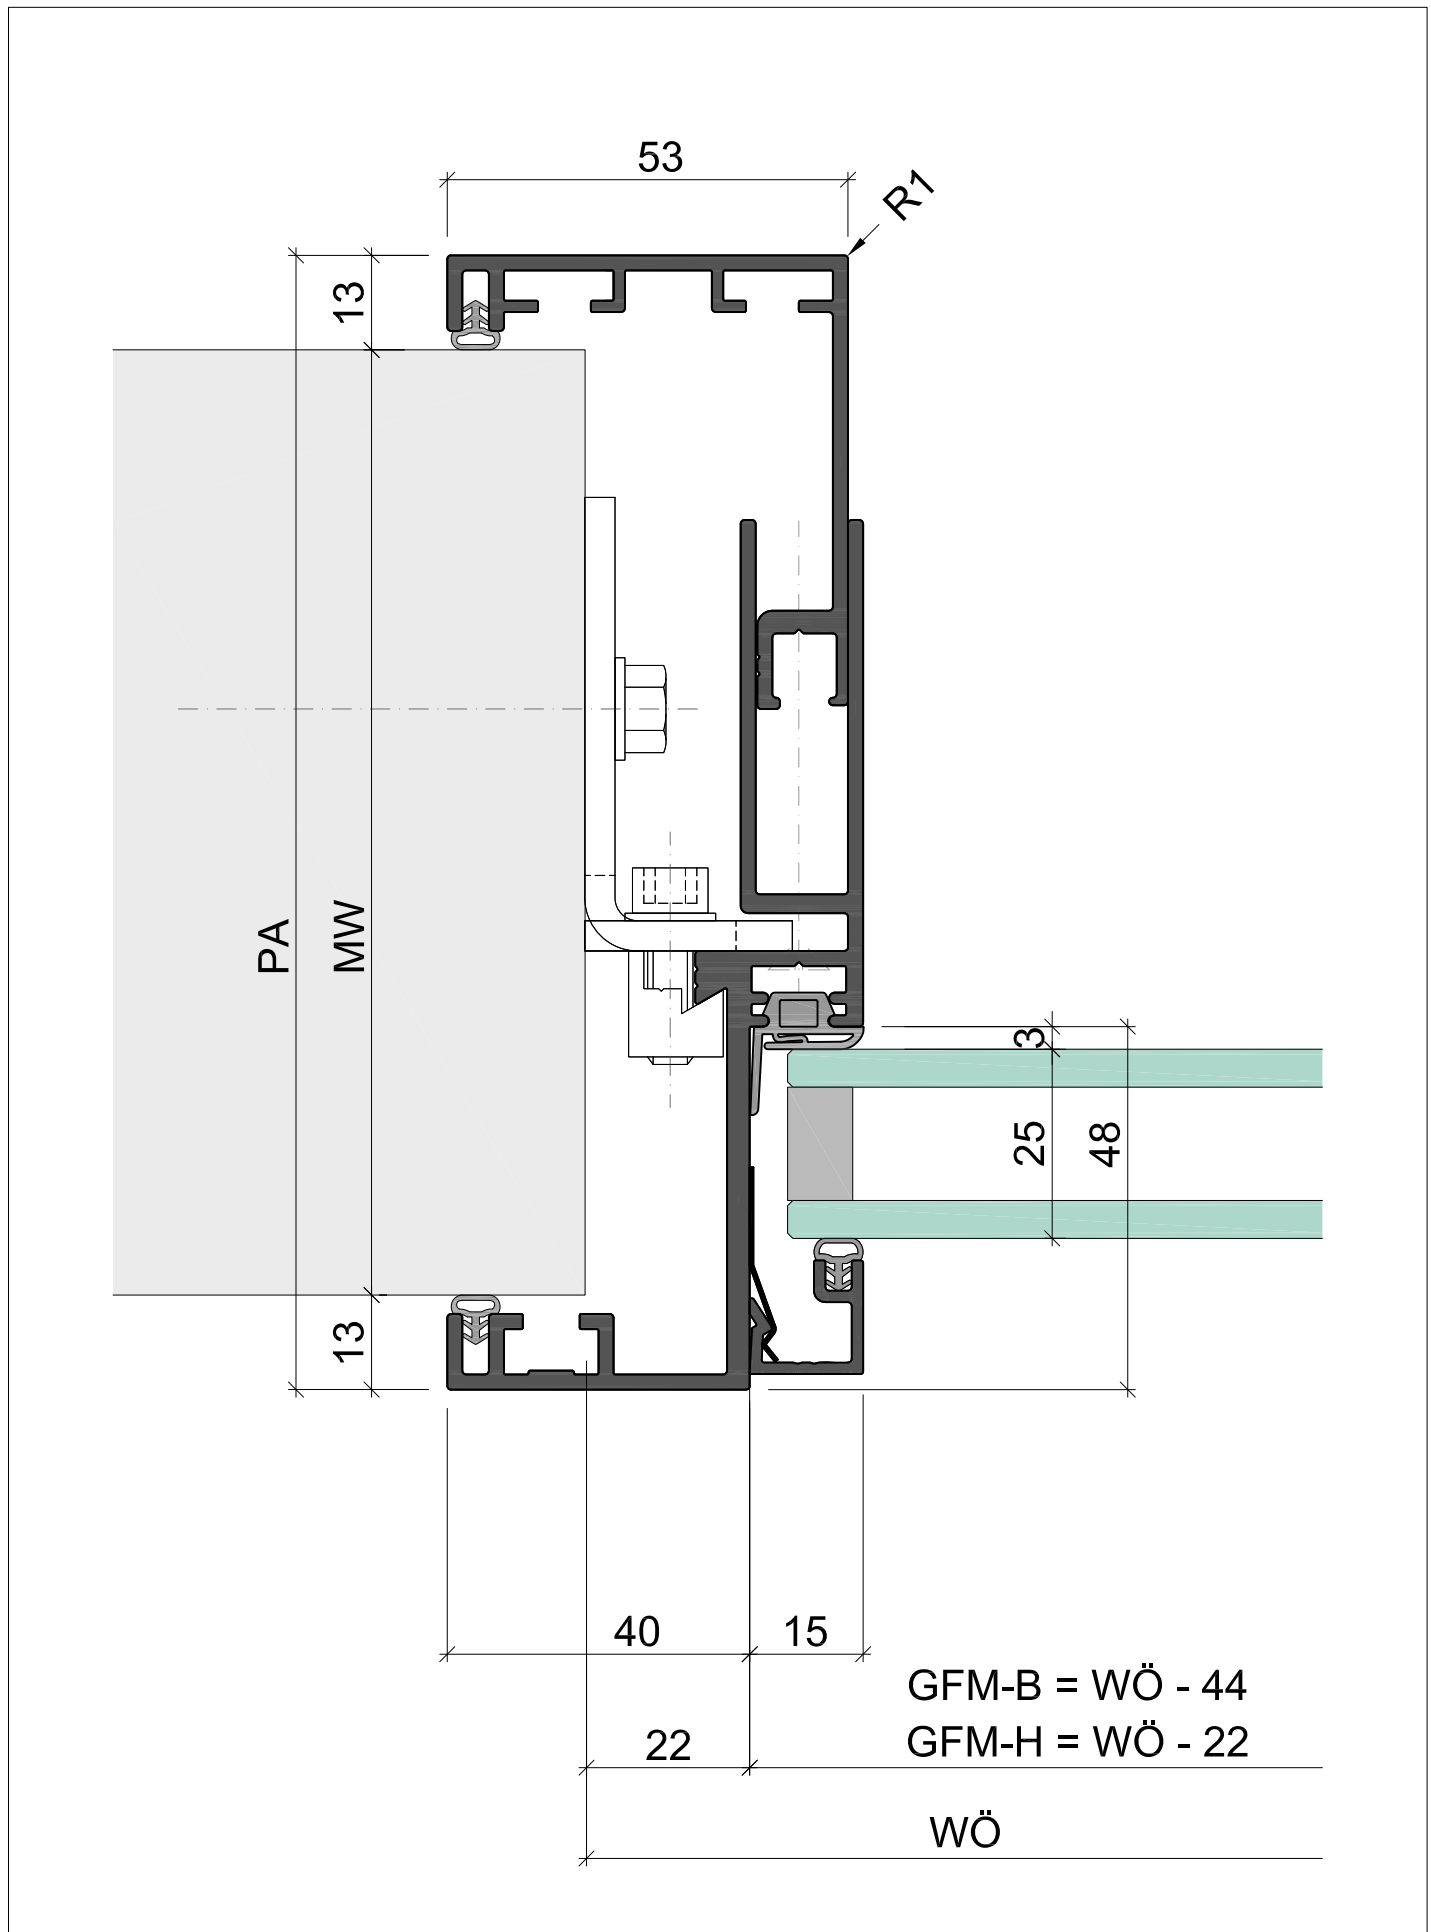 53
R1
13
PA
MW
3
25
48
13
40
15
GFM-B = WÖ - 44
22
GFM-H = WÖ - 22
WÖ